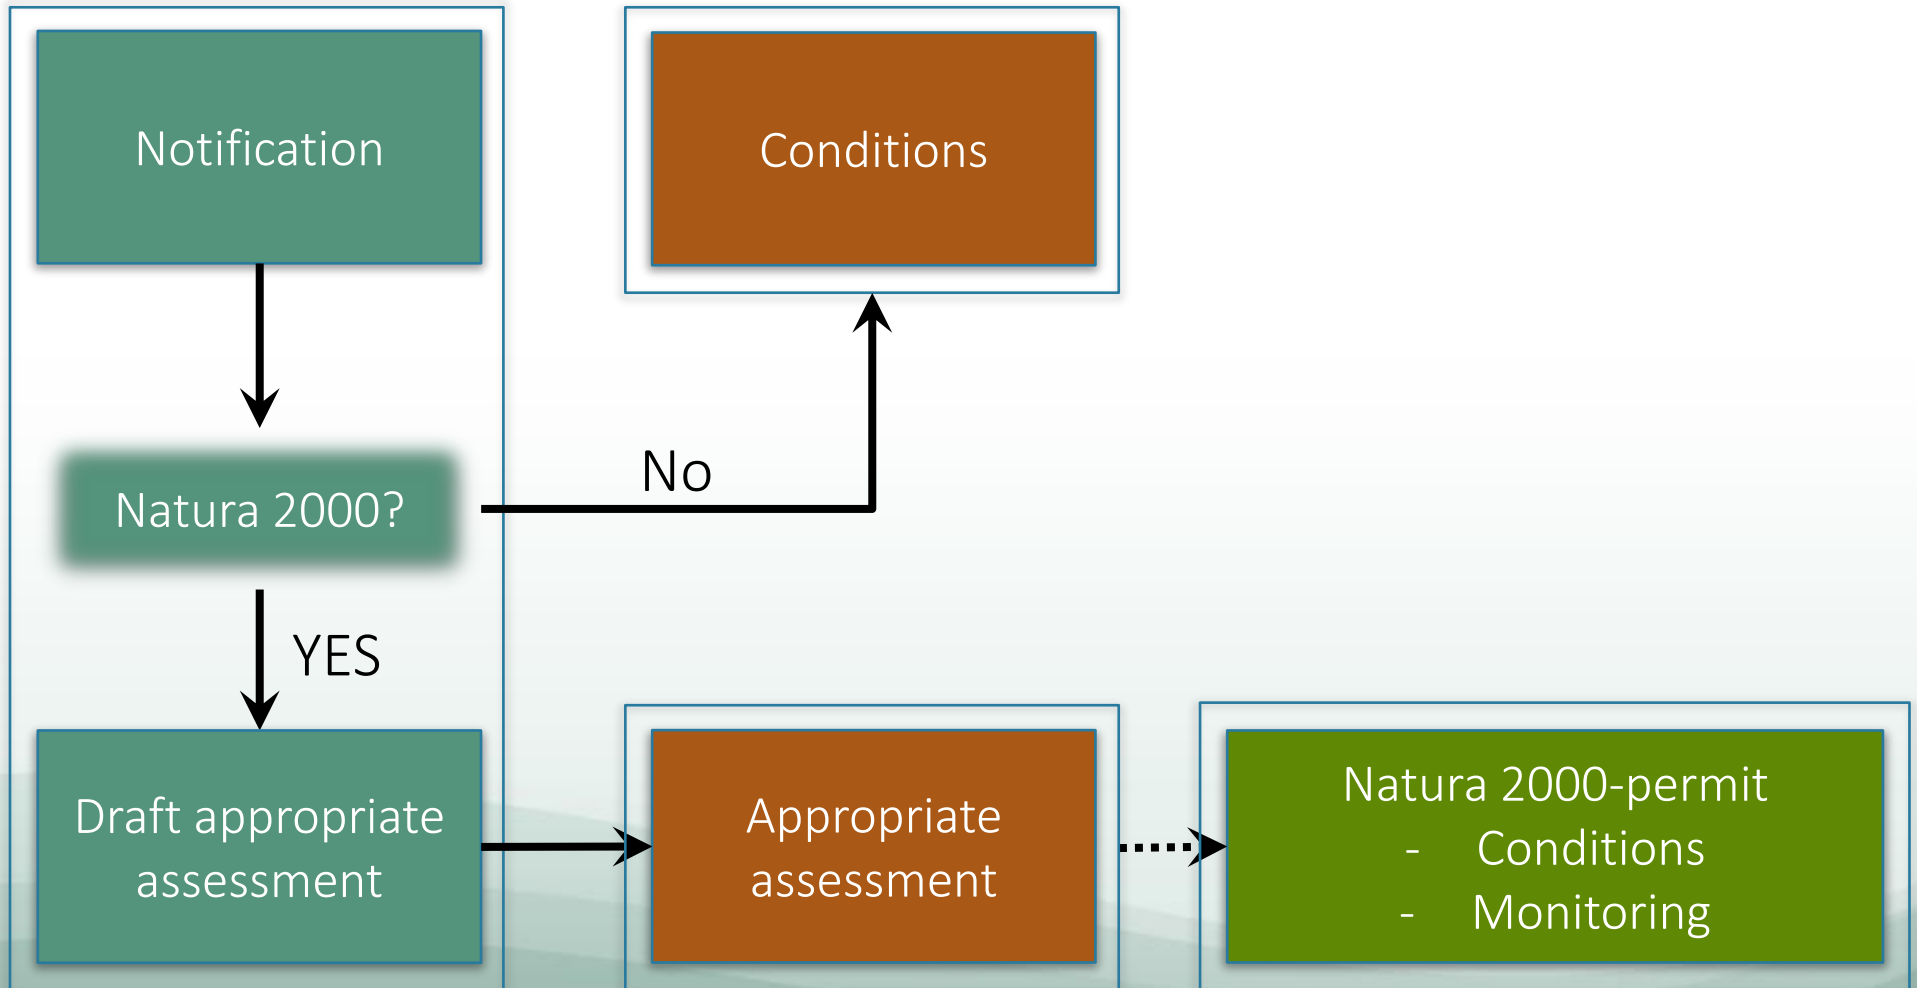 Notification
Conditions
Natura 2000?
No
YES
Draft appropriate
assessment
Appropriate
assessment
Natura 2000-permit
- Conditions
- Monitoring